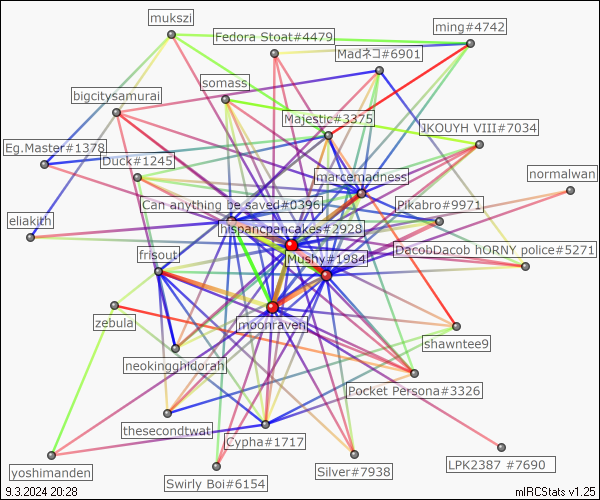 mukszi
ming#4742
Fedora Stoat#4479
Madネコ#6901
somass
bigcitysamurai
Majestic#3375
JKOUYH VIII#7034
Eg.Master#1378
Duck#1245
marcemadness
normalwan
Can anything be saved#0396
Pikabro#9971
eliakith
hispanicpancakes#2928
DacobDacob hORNY police#5271
frisout
Mushy#1984
zebula
moonraven
shawntee9
neokingghidorah
Pocket Persona#3326
thesecondtwat
Cypha#1717
yoshimanden
Swirly Boi#6154
Silver#7938
LPK2387 #7690
9.3.2024 20:28
mIRCStats v1.25